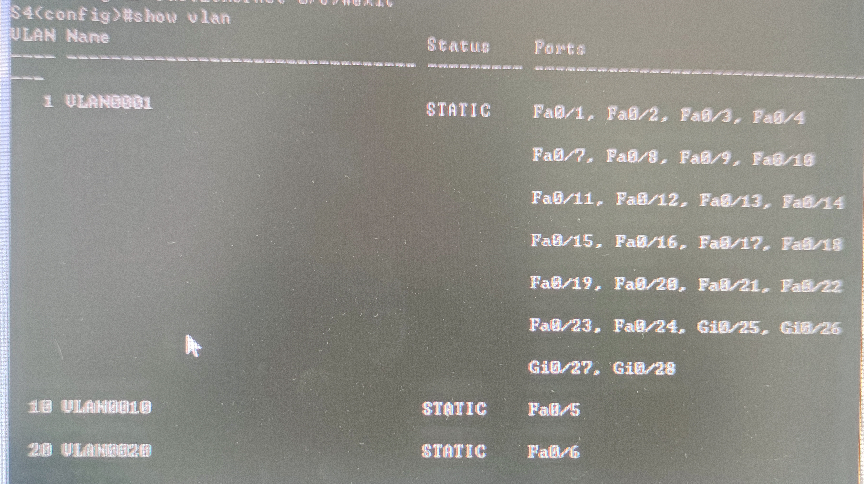 S4(config)#show vlan
VLAN Name Status Ports
---- -------------------------------- --------- -----------------------------------
---
1 VLAN0001 STATIC Fa0/1, Fa0/2, Fa0/3, Fa0/4
Fa0/7, Fa0/8, Fa0/9, Fa0/10
Fa0/11, Fa0/12, Fa0/13, Fa0/14
Fa0/15, Fa0/16, Fa0/17, Fa0/18
Fa0/19, Fa0/20, Fa0/21, Fa0/22
Fa0/23, Fa0/24, Gi0/25, Gi0/26
Gi0/27, Gi0/28
10 VLAN0010 STATIC Fa0/5
20 VLAN0020 STATIC Fa0/6